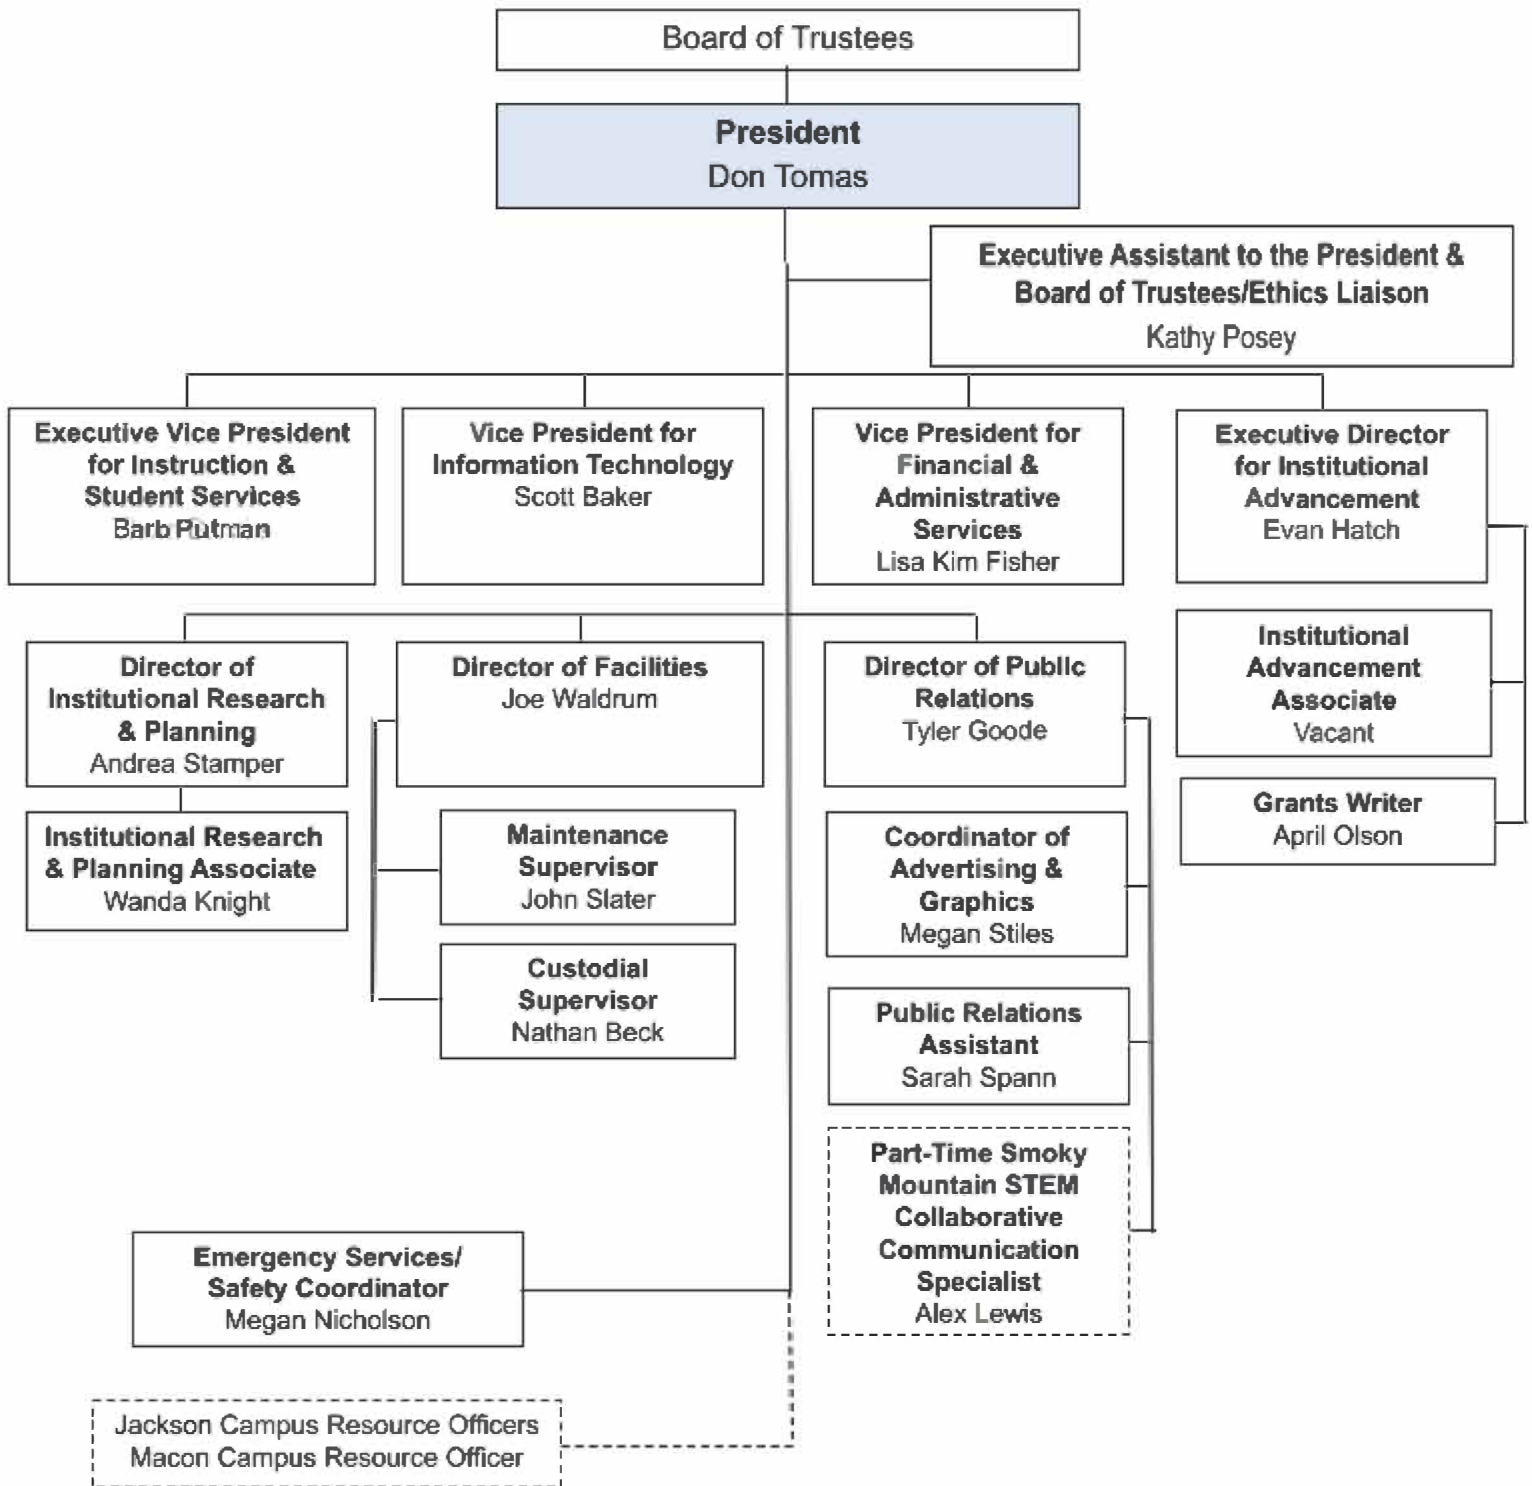 Board of Trustees
President
Don Tomas
Executive Assistant to the President &
Board of Trustees/Ethics Liaison
Kathy Posey
Executive Vice President
for Instruction &
Student Services
Barb Putman
Vice President for
Information Technology
Scott Baker
Vice President for
Financial &
Administrative
Services
Lisa Kim Fisher
Executive Director
for Institutional
Advancement
Evan Hatch
Director of
Institutional Research
& Planning
Andrea Stamper
Director of Facilities
Joe Waldrum
Director of Public
Relations
Tyler Goode
Institutional
Advancement
Associate
Vacant
Grants Writer
April Olson
Institutional Research
& Planning Associate
Wanda Knight
Maintenance
Supervisor
John Slater
Coordinator of
Advertising &
Graphics
Megan Stiles
Custodial
Supervisor
Nathan Beck
Public Relations
Assistant
Sarah Spann
Part-Time Smoky
Mountain STEM
Collaborative
Communication
Specialist
Alex Lewis
Emergency Services/
Safety Coordinator
Megan Nicholson
Jackson Campus Resource Officers
Macon Campus Resource Officer